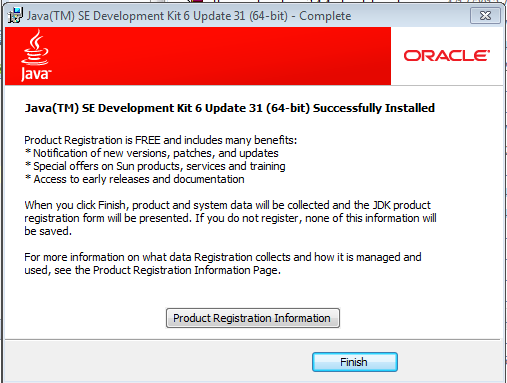 Java(TM) SE Development Kit 6 Update 31 (64-bit) - Complete
Java™
ORACLE®
Java(TM) SE Development Kit 6 Update 31 (64-bit) Successfully Installed
Product Registration is FREE and includes many benefits:
* Notification of new versions, patches, and updates
* Special offers on Sun products, services and training
* Access to early releases and documentation
When you click Finish, product and system data will be collected and the JDK product
registration form will be presented. If you do not register, none of this information will
be saved.
For more information on what data Registration collects and how it is managed and
used, see the Product Registration Information Page.
Product Registration Information
Finish